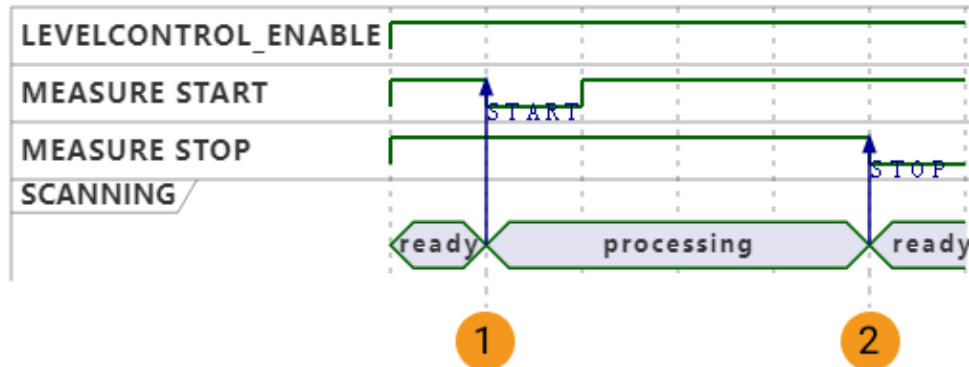 LEVELCONTROL_ENABLE
MEASURE START
START
MEASURE STOP
STOP
SCANNING
ready processing ready
1 2